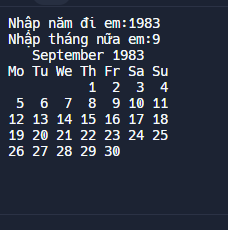 Nhập năm đi em:1983
Nhập tháng nữa em:9
   September 1983
Mo Tu We Th Fr Sa Su
          1  2  3  4
 5  6  7  8  9 10 11
12 13 14 15 16 17 18
19 20 21 22 23 24 25
26 27 28 29 30